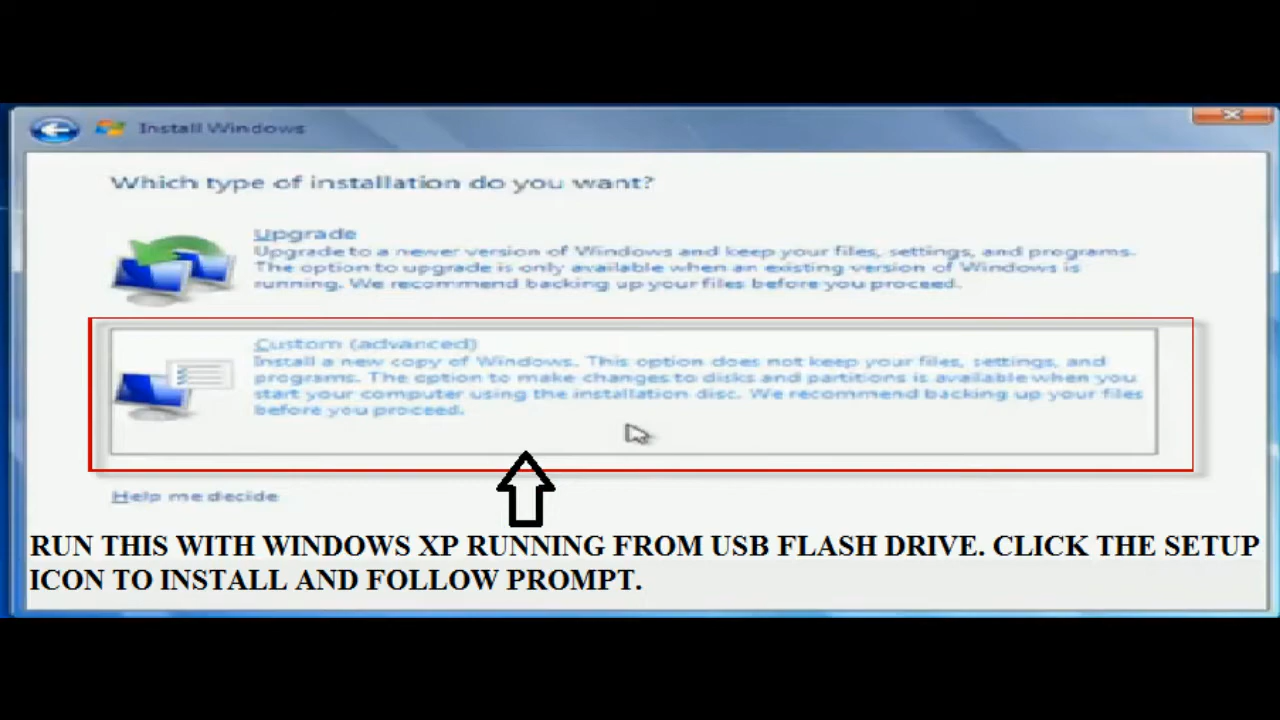 Install Windows
Which type of installation do you want?
Upgrade
Upgrade to a newer version of Windows and keep your files, settings, and programs.
The option to upgrade is only available when an existing version of Windows is
running. We recommend backing up your files before you proceed.
Custom (advanced)
Install a new copy of Windows. This option does not keep your files, settings, and
programs. The option to make changes to disks and partitions is available when you
start your computer using the installation disc. We recommend backing up your files
before you proceed.
Help me decide
RUN THIS WITH WINDOWS XP RUNNING FROM USB FLASH DRIVE. CLICK THE SETUP
ICON TO INSTALL AND FOLLOW PROMPT.